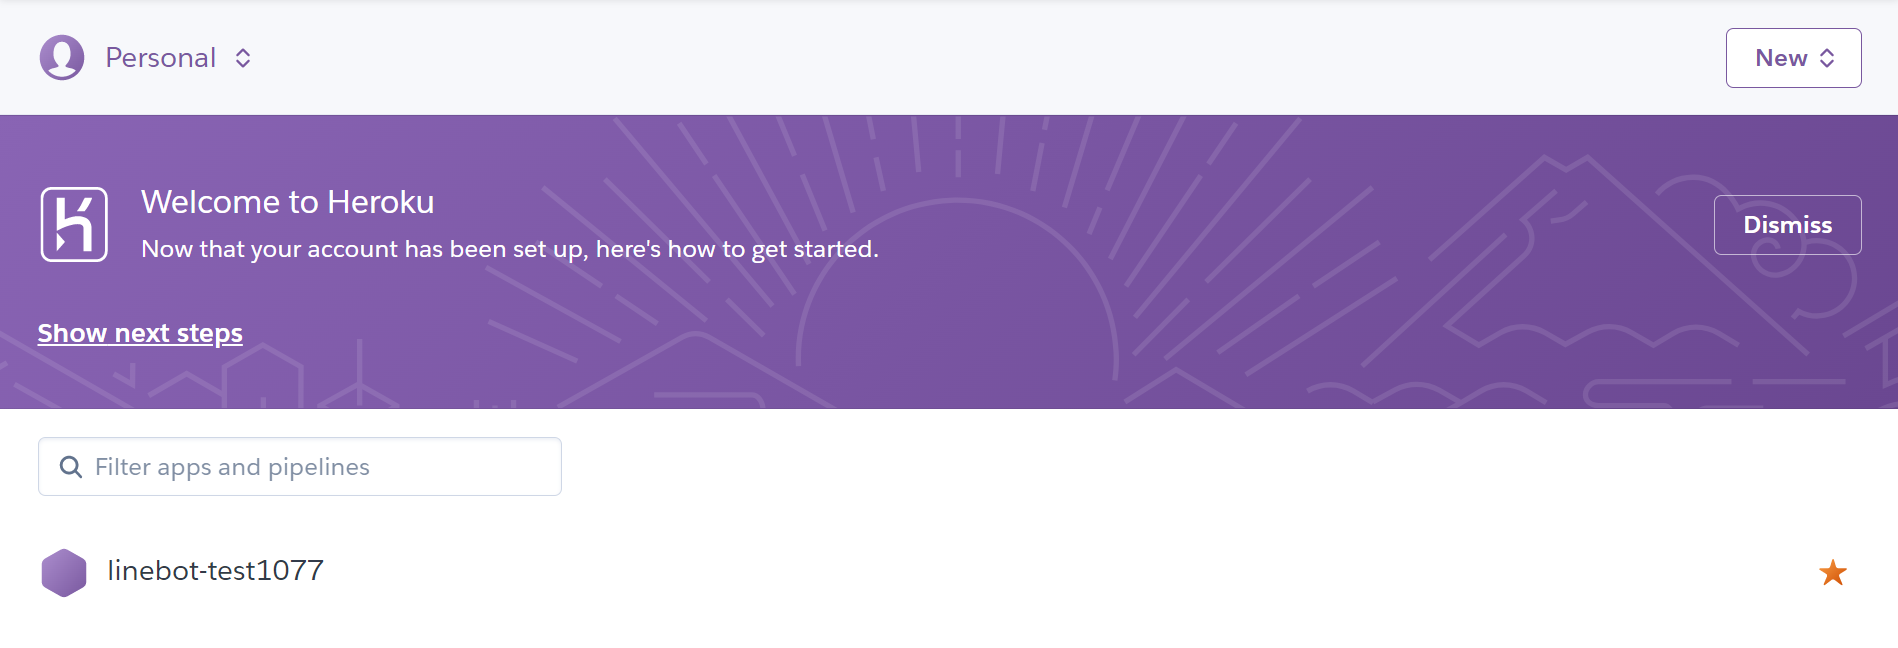 Personal
New
Welcome to Heroku
Now that your account has been set up, here's how to get started.
Dismiss
Show next steps
Filter apps and pipelines
linebot-test1077